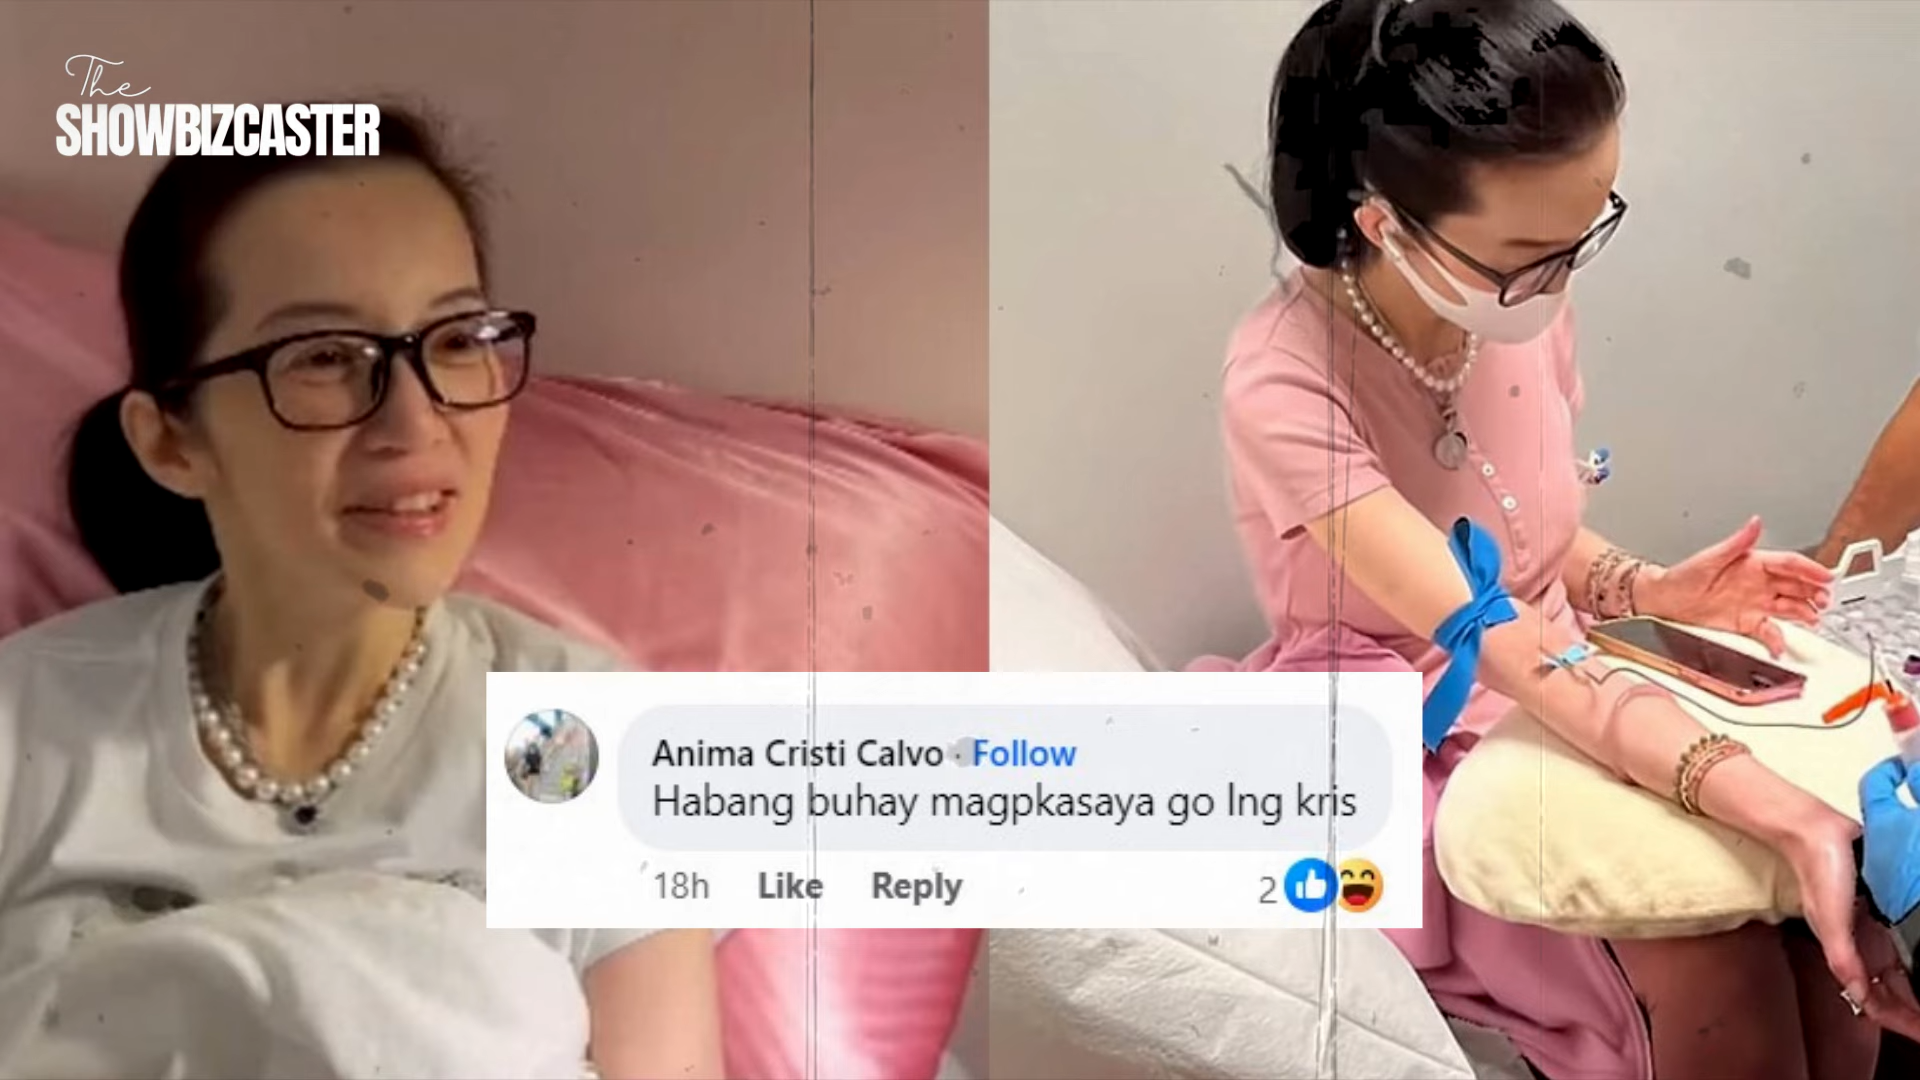 The
SHOWBIZCASTER
Anima Cristi Calvo · Follow
Habang buhay magpkasaya go lng kris
18h Like Reply 2